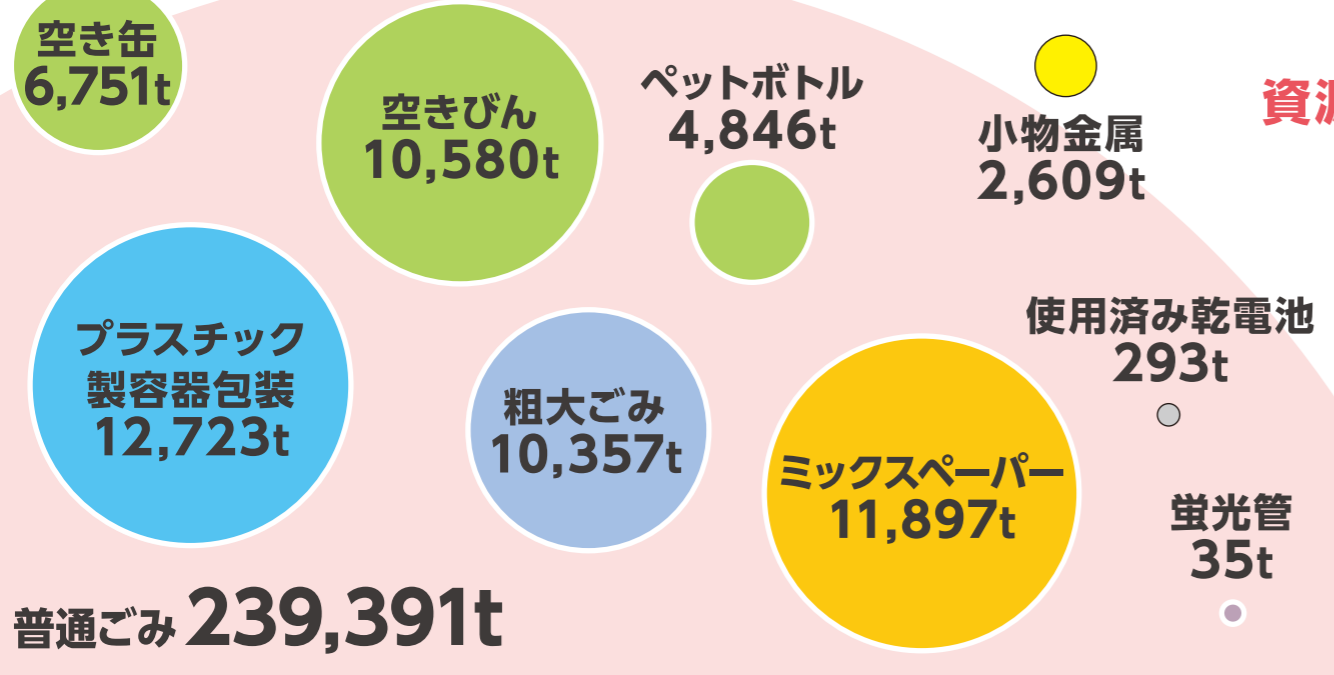 空き缶
6,751t
空きびん
10,580t
ペットボトル
4,846t
小物金属
2,609t
資源
プラスチック
製容器包装
12,723t
粗大ごみ
10,357t
ミックスペーパー
11,897t
使用済み乾電池
293t
蛍光管
35t
普通ごみ 239,391t